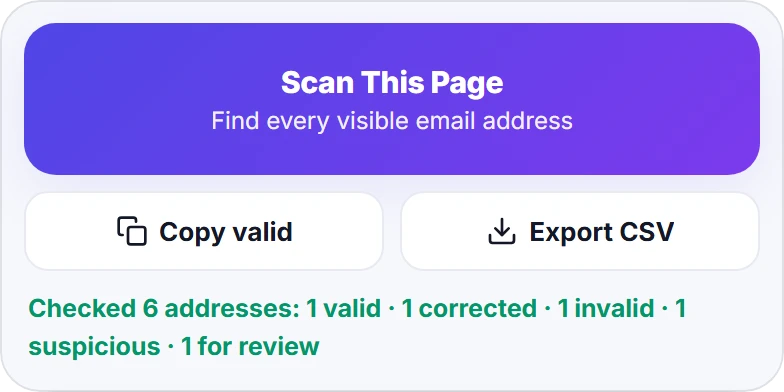 Scan This Page
Find every visible email address
Copy valid
Export CSV
Checked 6 addresses: 1 valid · 1 corrected · 1 invalid · 1
suspicious · 1 for review